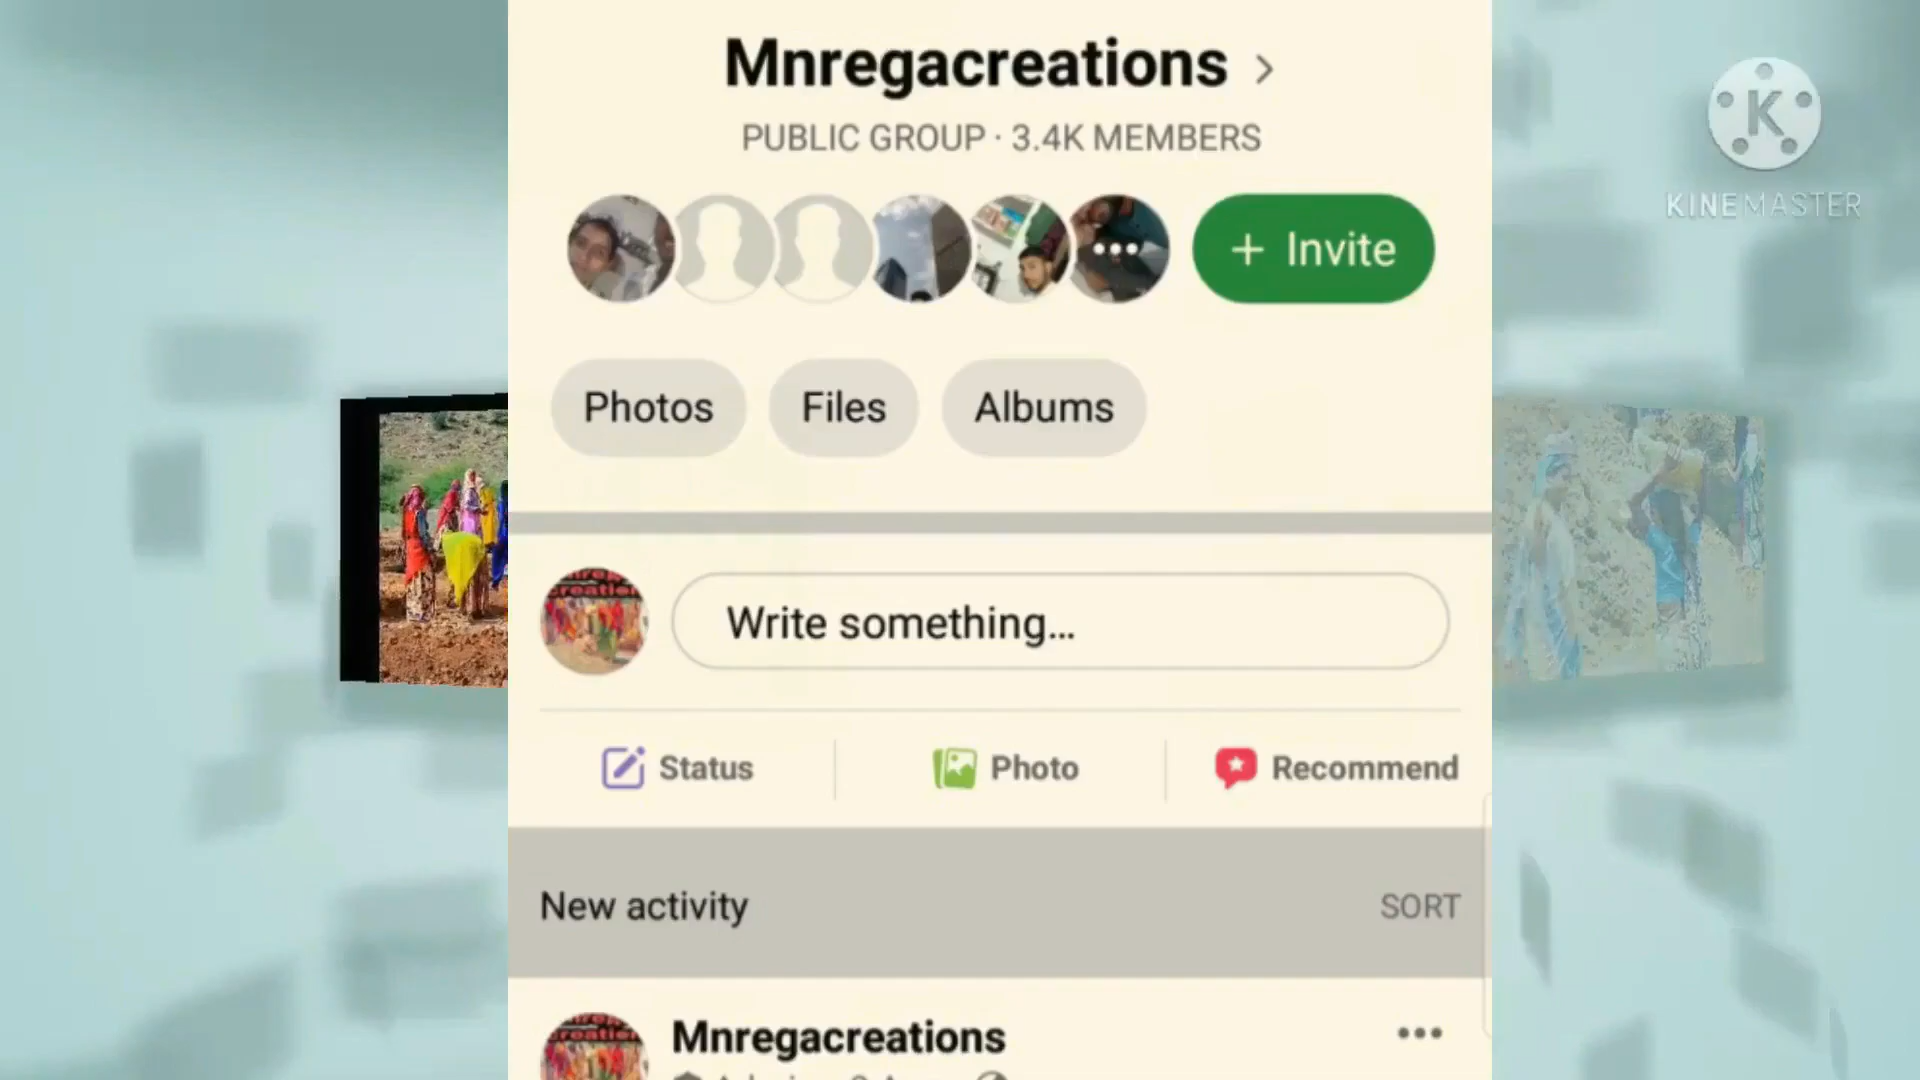 Mnregacreations
PUBLIC GROUP · 3.4K MEMBERS
+ Invite
Photos
Files
Albums
Write something...
Status
Photo
Recommend
New activity
SORT
Mnregacreations
K
KINEMASTER